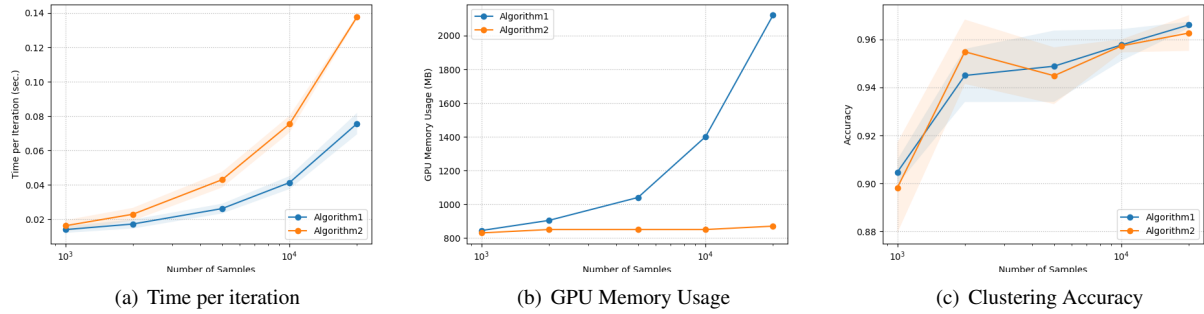 0.14
0.12
0.10
0.08
0.06
0.04
0.02
Time per Iteration (sec.)
Algorithm1
Algorithm2
10³
10⁴
Number of Samples
(a) Time per iteration
Algorithm1
Algorithm2
2000
1800
1600
1400
1200
1000
800
GPU Memory Usage (MB)
10³
10⁴
Number of Samples
(b) GPU Memory Usage
0.96
0.94
0.92
0.90
0.88
Accuracy
Algorithm1
Algorithm2
10³
10⁴
Number of Samples
(c) Clustering Accuracy